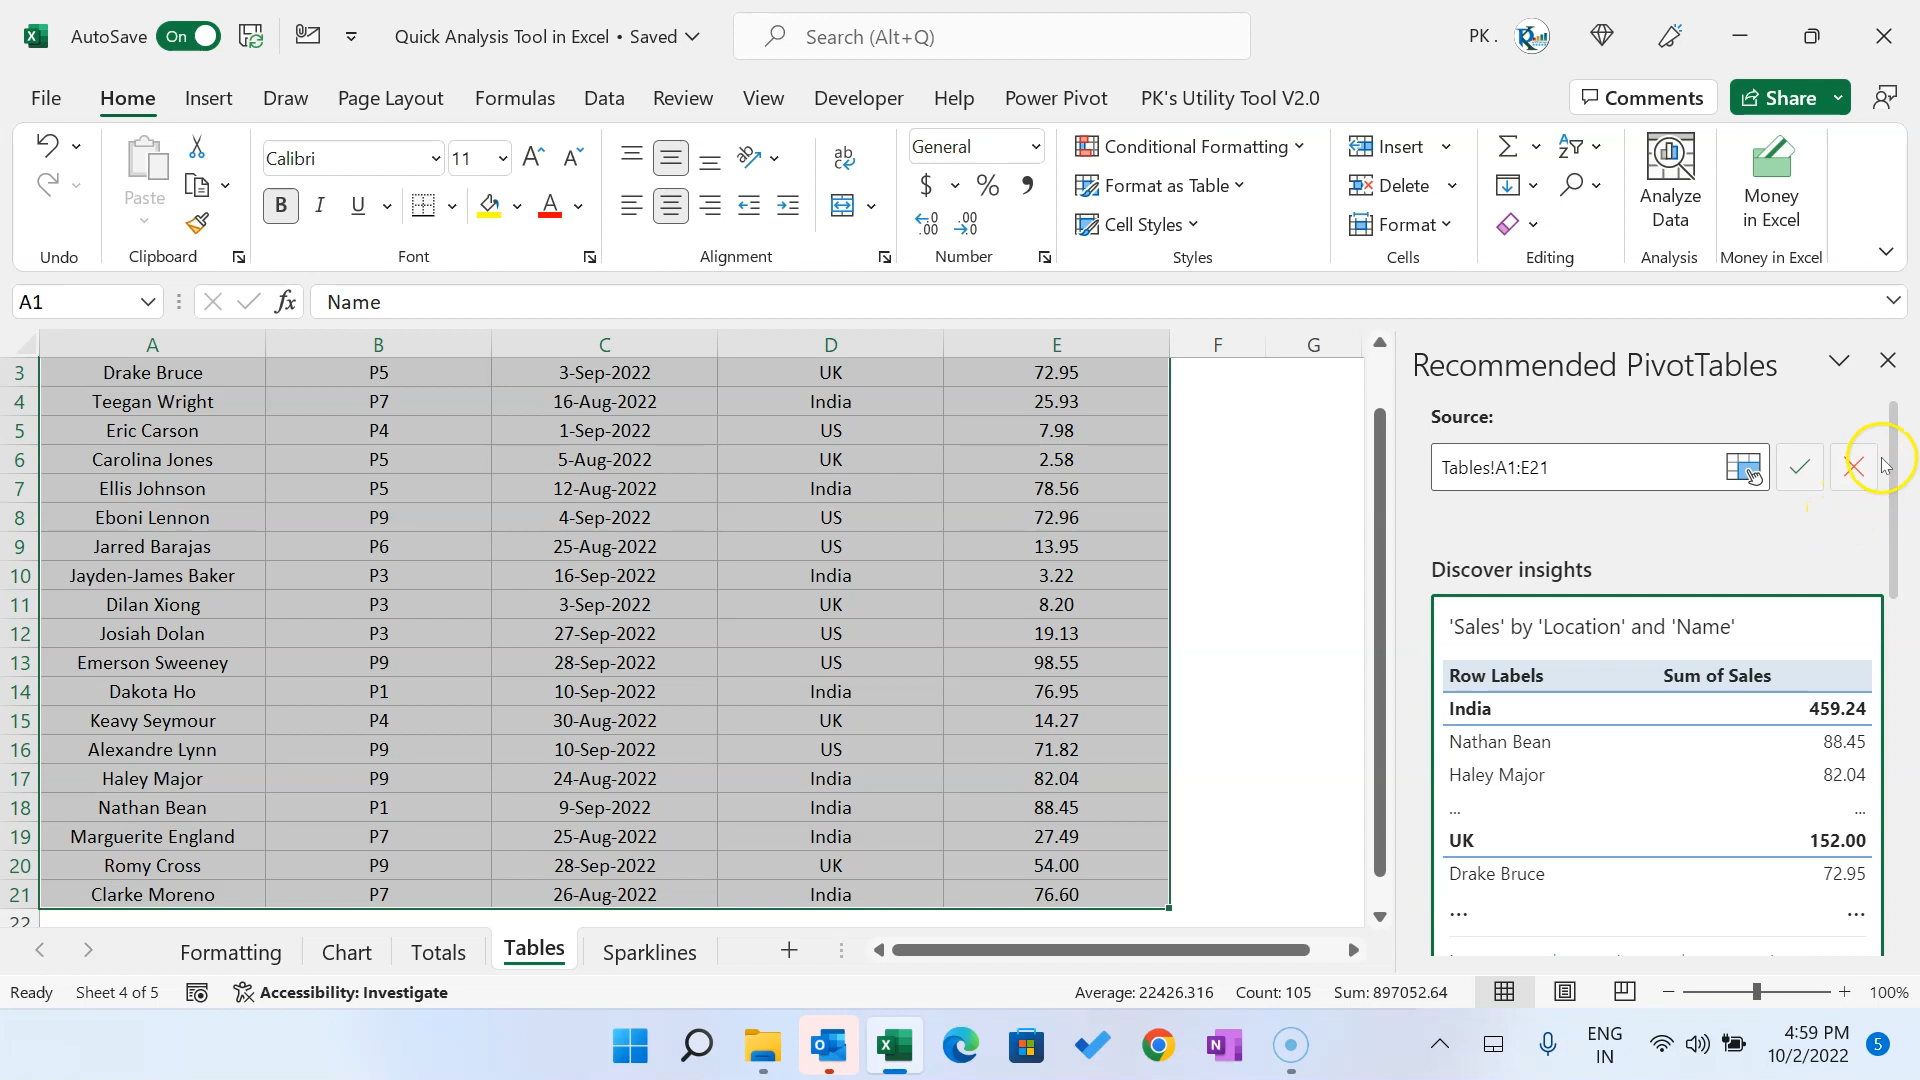 AutoSave On Quick Analysis Tool in Excel • Saved Search (Alt+Q) PK .
File Home Insert Draw Page Layout Formulas Data Review View Developer Help Power Pivot PK's Utility Tool V2.0 Comments Share
Paste
Calibri 11
B I U A
ab
General
$ % ,
Conditional Formatting
Format as Table
Cell Styles
Insert
Delete
Format
Analyze
Data
Money
in Excel
Undo Clipboard Font Alignment Number Styles Cells Editing Analysis Money in Excel
A1 fx Name
A B C D E F G
3 Drake Bruce P5 3-Sep-2022 UK 72.95
4 Teegan Wright P7 16-Aug-2022 India 25.93
5 Eric Carson P4 1-Sep-2022 US 7.98
6 Carolina Jones P5 5-Aug-2022 UK 2.58
7 Ellis Johnson P5 12-Aug-2022 India 78.56
8 Eboni Lennon P9 4-Sep-2022 US 72.96
9 Jarred Barajas P6 25-Aug-2022 US 13.95
10 Jayden-James Baker P3 16-Sep-2022 India 3.22
11 Dilan Xiong P3 3-Sep-2022 UK 8.20
12 Josiah Dolan P3 27-Sep-2022 US 19.13
13 Emerson Sweeney P9 28-Sep-2022 US 98.55
14 Dakota Ho P1 10-Sep-2022 India 76.95
15 Keavy Seymour P4 30-Aug-2022 UK 14.27
16 Alexandre Lynn P9 10-Sep-2022 US 71.82
17 Haley Major P9 24-Aug-2022 India 82.04
18 Nathan Bean P1 9-Sep-2022 India 88.45
19 Marguerite England P7 25-Aug-2022 India 27.49
20 Romy Cross P9 28-Sep-2022 UK 54.00
21 Clarke Moreno P7 26-Aug-2022 India 76.60
22
Recommended PivotTables
Source:
Tables!A1:E21
Discover insights
'Sales' by 'Location' and 'Name'
Row Labels Sum of Sales
India 459.24
Nathan Bean 88.45
Haley Major 82.04
... ...
UK 152.00
Drake Bruce 72.95
... ...
Formatting Chart Totals Tables Sparklines
Ready Sheet 4 of 5 Accessibility: Investigate Average: 22426.316 Count: 105 Sum: 897052.64 100%
ENG
IN
4:59 PM
10/2/2022
5